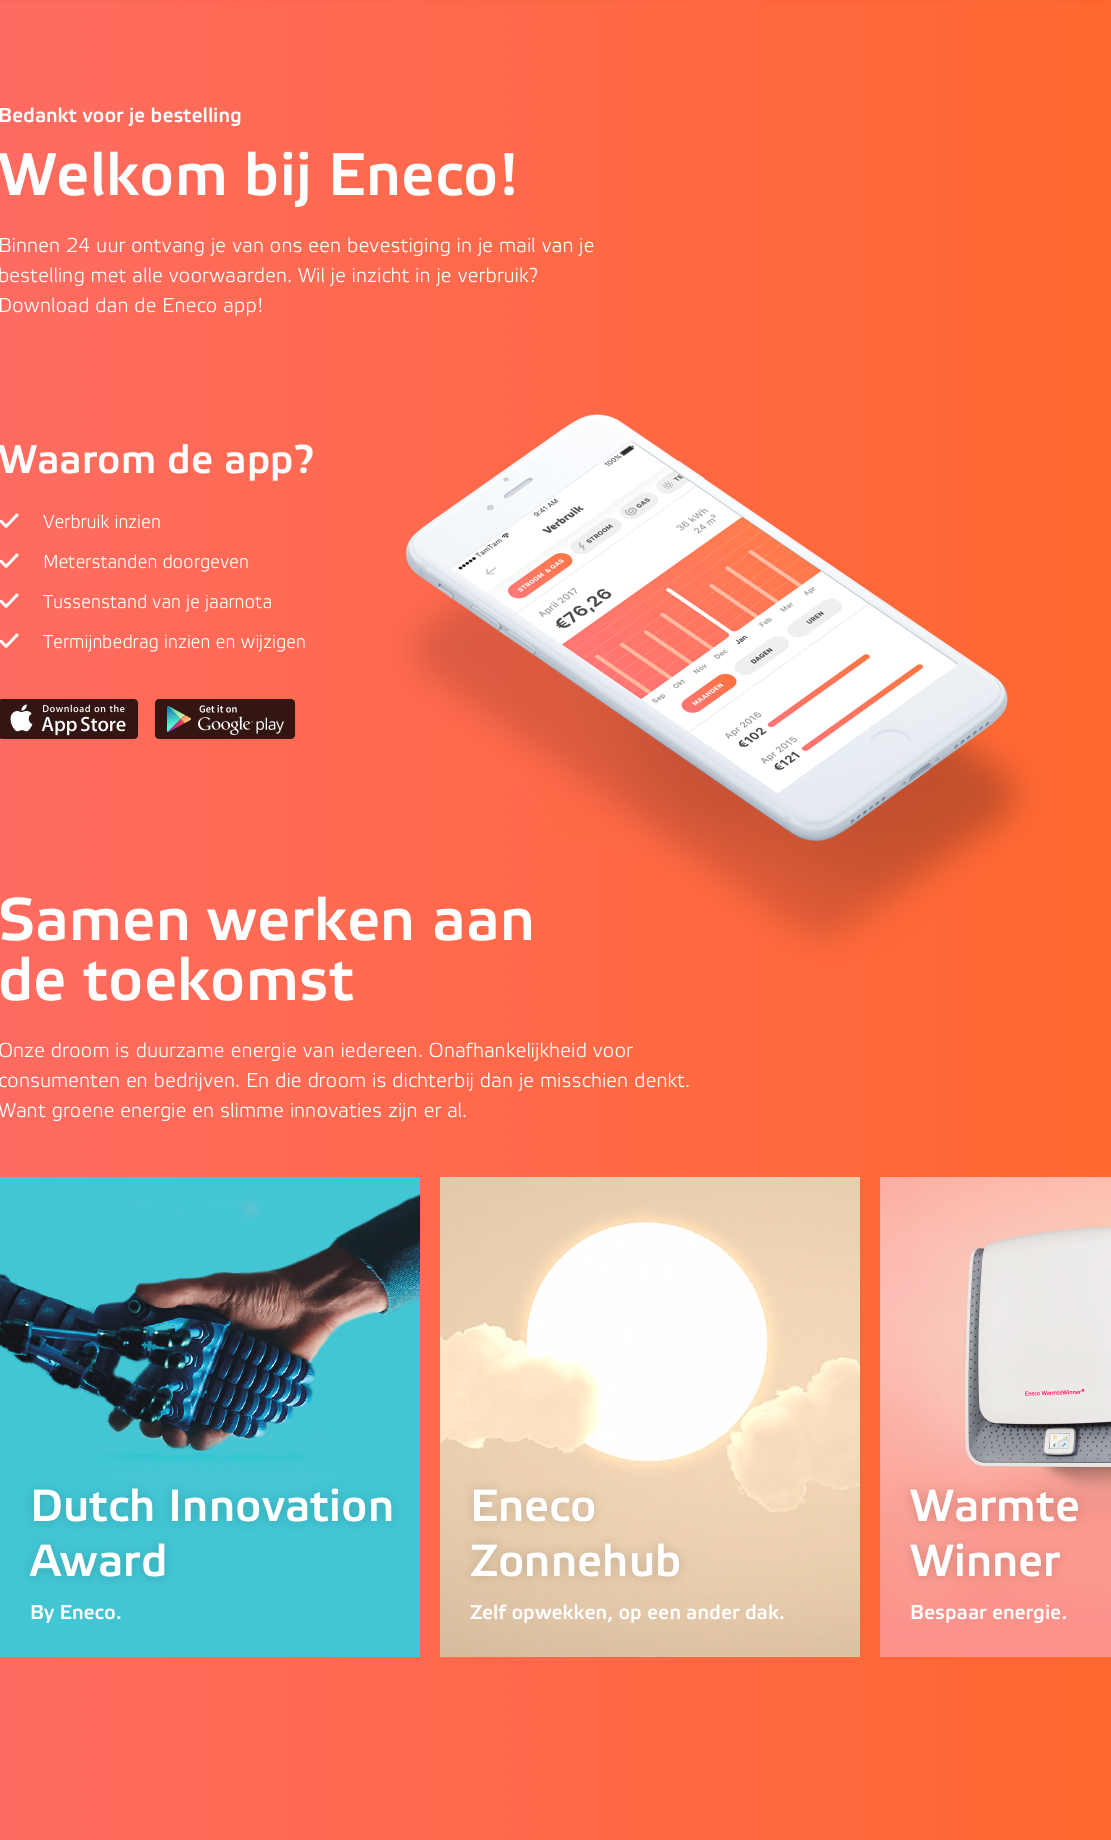 Bedankt voor je bestelling
Welkom bij Eneco!
Binnen 24 uur ontvang je van ons een bevestiging in je mail van je
bestelling met alle voorwaarden. Wil je inzicht in je verbruik?
Download dan de Eneco app!
Waarom de app?
Verbruik inzien
Meterstanden doorgeven
Tussenstand van je jaarnota
Termijnbedrag inzien en wijzigen
Download on the
App Store
Get it on
Google play
TamTam
9:41 AM
100%
Verbruik
STROOM & GAS
STROOM
GAS
TE
April 2017
€76,26
36 kWh
24 m³
Sep Okt Nov Dec Jan Feb Mar Apr
MAANDEN
DAGEN
UREN
Apr 2016
€102
Apr 2015
€121
Samen werken aan
de toekomst
Onze droom is duurzame energie van iedereen. Onafhankelijkheid voor
consumenten en bedrijven. En die droom is dichterbij dan je misschien denkt.
Want groene energie en slimme innovaties zijn er al.
Dutch Innovation
Award
By Eneco.
Eneco
Zonnehub
Zelf opwekken, op een ander dak.
Eneco WarmteWinner
Warmte
Winner
Bespaar energie.